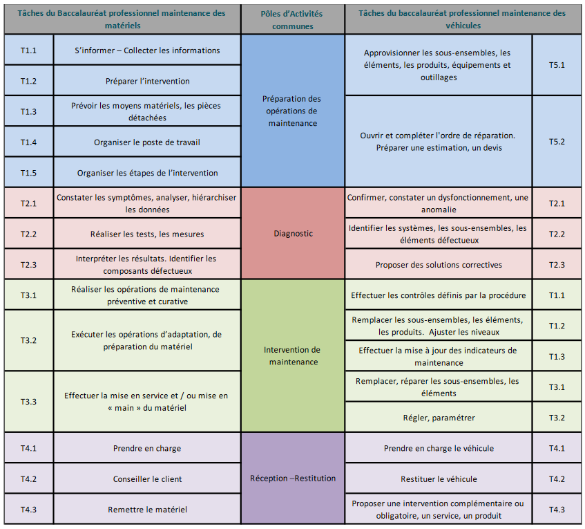 Tâches du Baccalauréat professionnel maintenance des
matériels
Pôles d'Activités
communes
Tâches du baccalauréat professionnel maintenance des
véhicules
T1.1
S'informer – Collecter les informations
T1.2
Préparer l'intervention
T1.3
Prévoir les moyens matériels, les pièces
détachées
T1.4
Organiser le poste de travail
T1.5
Organiser les étapes de l'intervention
Préparation des
opérations de
maintenance
Approvisionner les sous-ensembles, les
éléments, les produits, équipements et
outillages
T5.1
Ouvrir et compléter l'ordre de réparation.
Préparer une estimation, un devis
T5.2
T2.1
Constater les symptômes, analyser, hiérarchiser
les données
T2.2
Réaliser les tests, les mesures
T2.3
Interpréter les résultats. Identifier les
composants défectueux
Diagnostic
Confirmer, constater un dysfonctionnement, une
anomalie
T2.1
Identifier les systèmes, les sous-ensembles, les
éléments défectueux
T2.2
Proposer des solutions correctives
T2.3
T3.1
Réaliser les opérations de maintenance
préventive et curative
T3.2
Exécuter les opérations d'adaptation, de
préparation du matériel
T3.3
Effectuer la mise en service et / ou mise en
« main » du matériel
Intervention de
maintenance
Effectuer les contrôles définis par la procédure
T1.1
Remplacer les sous-ensembles, les éléments,
les produits. Ajuster les niveaux
T1.2
Effectuer la mise à jour des indicateurs de
maintenance
T1.3
Remplacer, réparer les sous-ensembles, les
éléments
T3.1
Régler, paramétrer
T3.2
T4.1
Prendre en charge
T4.2
Conseiller le client
T4.3
Remettre le matériel
Réception –Restitution
Prendre en charge le véhicule
T4.1
Restituer le véhicule
T4.2
Proposer une intervention complémentaire ou
obligatoire, un service, un produit
T4.3